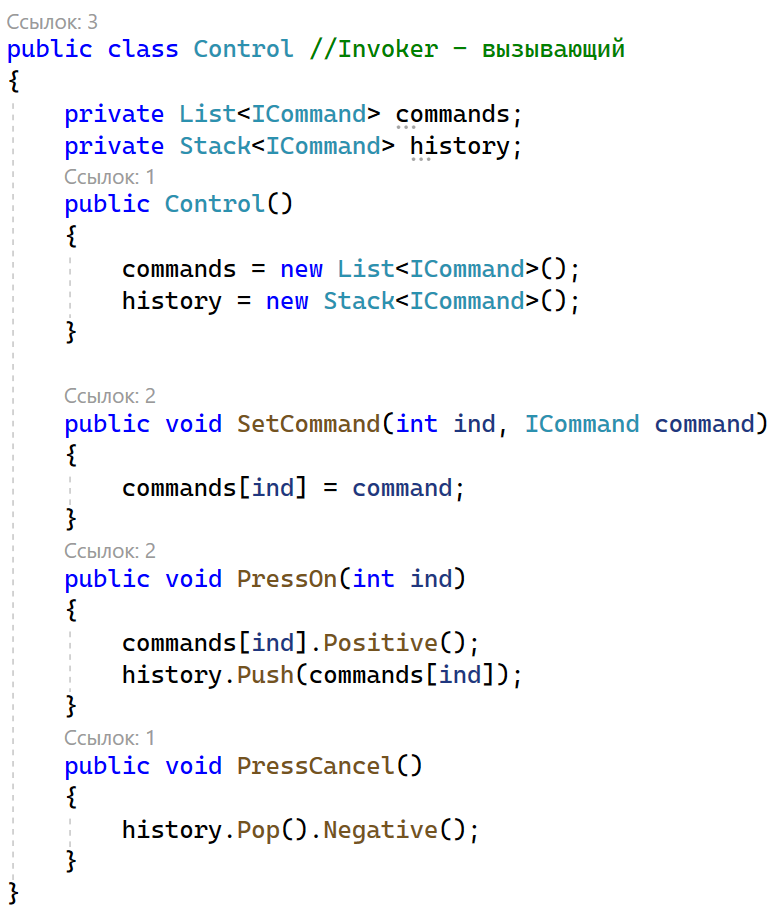 Ссылок: 3
public class Control //Invoker - вызывающий
{
private List<ICommand> commands;
private Stack<ICommand> history;
Ссылок: 1
public Control()
{
commands = new List<ICommand>();
history = new Stack<ICommand>();
}
Ссылок: 2
public void SetCommand(int ind, ICommand command)
{
commands[ind] = command;
}
Ссылок: 2
public void PressOn(int ind)
{
commands[ind].Positive();
history.Push(commands[ind]);
}
Ссылок: 1
public void PressCancel()
{
history.Pop().Negative();
}
}